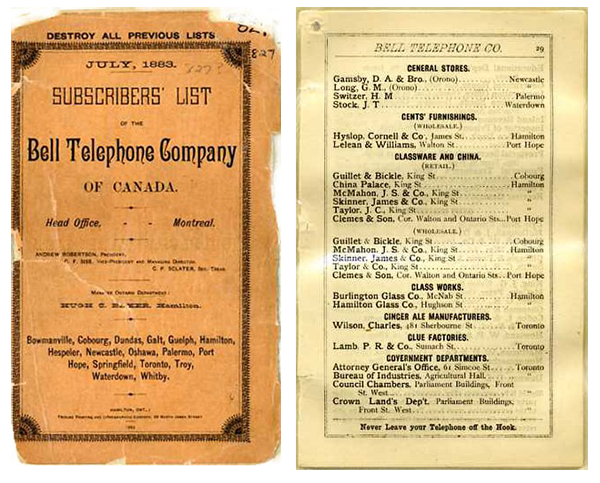 DESTROY ALL PREVIOUS LISTS
827
JULY, 1883.
SUBSCRIBERS' LIST
OF THE
Bell Telephone Company
OF CANADA.
Head Office, - Montreal.
ANDREW ROBERTSON, PRESIDENT.
C. F. SISE, VICE-PRESIDENT AND MANAGING DIRECTOR.
C. P. SCLATER, SEC. TREAS.
MANAGER ONTARIO DEPARTMENT:
HUGH C. BAKER, Hamilton.
Bowmanville, Cobourg, Dundas, Galt, Guelph, Hamilton,
Hespeler, Newcastle, Oshawa, Palermo, Port
Hope, Springfield, Toronto, Troy,
Waterdown, Whitby.
HAMILTON, ONT.:
1883
BELL TELEPHONE CO. 29
GENERAL STORES.
Gamsby, D. A. & Bro., (Orono) Newcastle
Long, G. M., (Orono) "
Switzer, H. M Palermo
Stock, J. T Waterdown
GENTS' FURNISHINGS.
(WHOLESALE.)
Hyslop, Cornell & Co., James St. Hamilton
Lelean & Williams, Walton St Port Hope
GLASSWARE AND CHINA.
(RETAIL.)
Guillet & Bickle, King St Cobourg
China Palace, King St Hamilton
McMahon, J. S. & Co., King St "
Skinner, James & Co., King St "
Taylor, J. C., King St "
Clemes & Son, Cor. Walton and Ontario Sts. Port Hope
(WHOLESALE.)
Guillet & Bickle, King St Cobourg
McMahon, J. S. & Co., King St. Hamilton
Skinner, James & Co., King St "
Taylor & Co., King St "
Clemes & Son, Cor. Walton and Ontario Sts. Port Hope
GLASS WORKS.
Burlington Glass Co., McNab St Hamilton
Hamilton Glass Co., Hughson St "
GINGER ALE MANUFACTURERS.
Wilson, Charles, 481 Sherbourne St Toronto
GLUE FACTORIES.
Lamb, P. R. & Co., Sumach St. Toronto
GOVERNMENT DEPARTMENTS.
Attorney General's Office, 61 Simcoe St. Toronto
Bureau of Industries, Agricultural Hall, "
Council Chambers, Parliament Buildings, Front
St. West "
Crown Land's Dep't, Parliament Buildings,
Front St. West "
Never Leave your Telephone off the Hook.